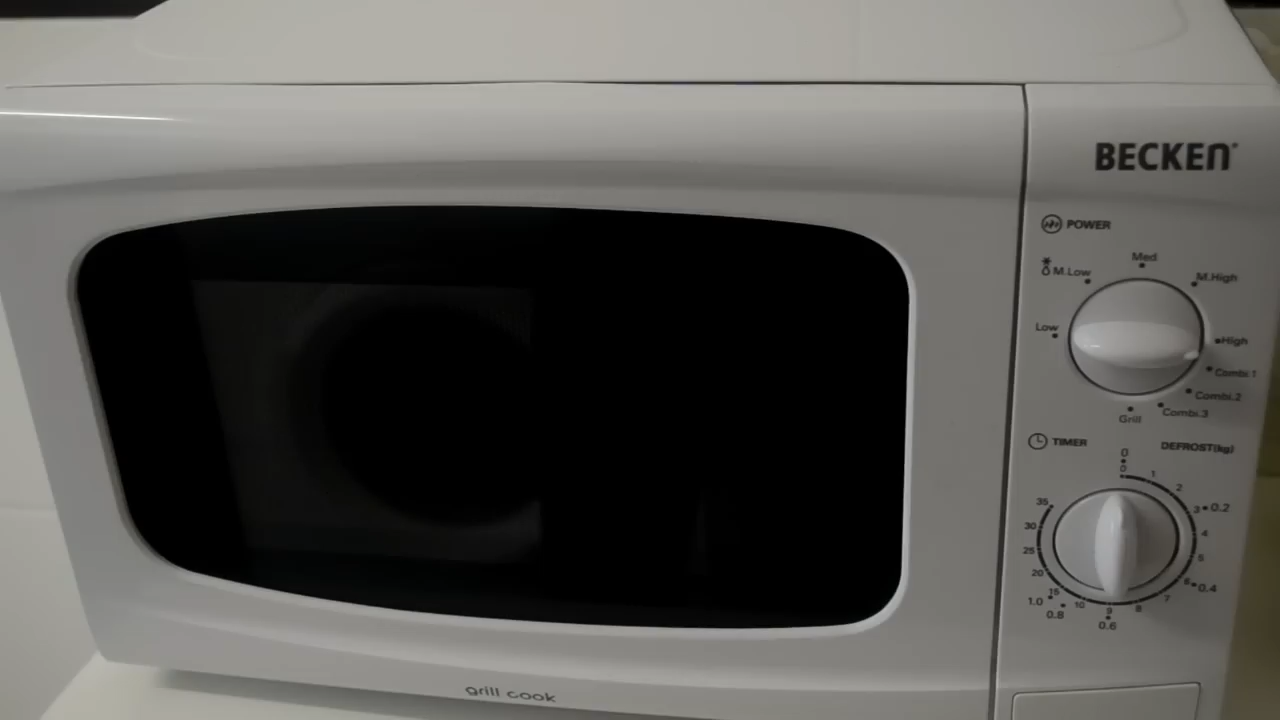 BECKEN
POWER
Med
M.Low
M.High
Low
High
Combi.1
Combi.2
Combi.3
Grill
TIMER
DEFROST(kg)
0
0
1
2
3
0.2
4
5
6
0.4
7
8
9
0.6
10
0.8
15
1.0
20
25
30
35
grill cook